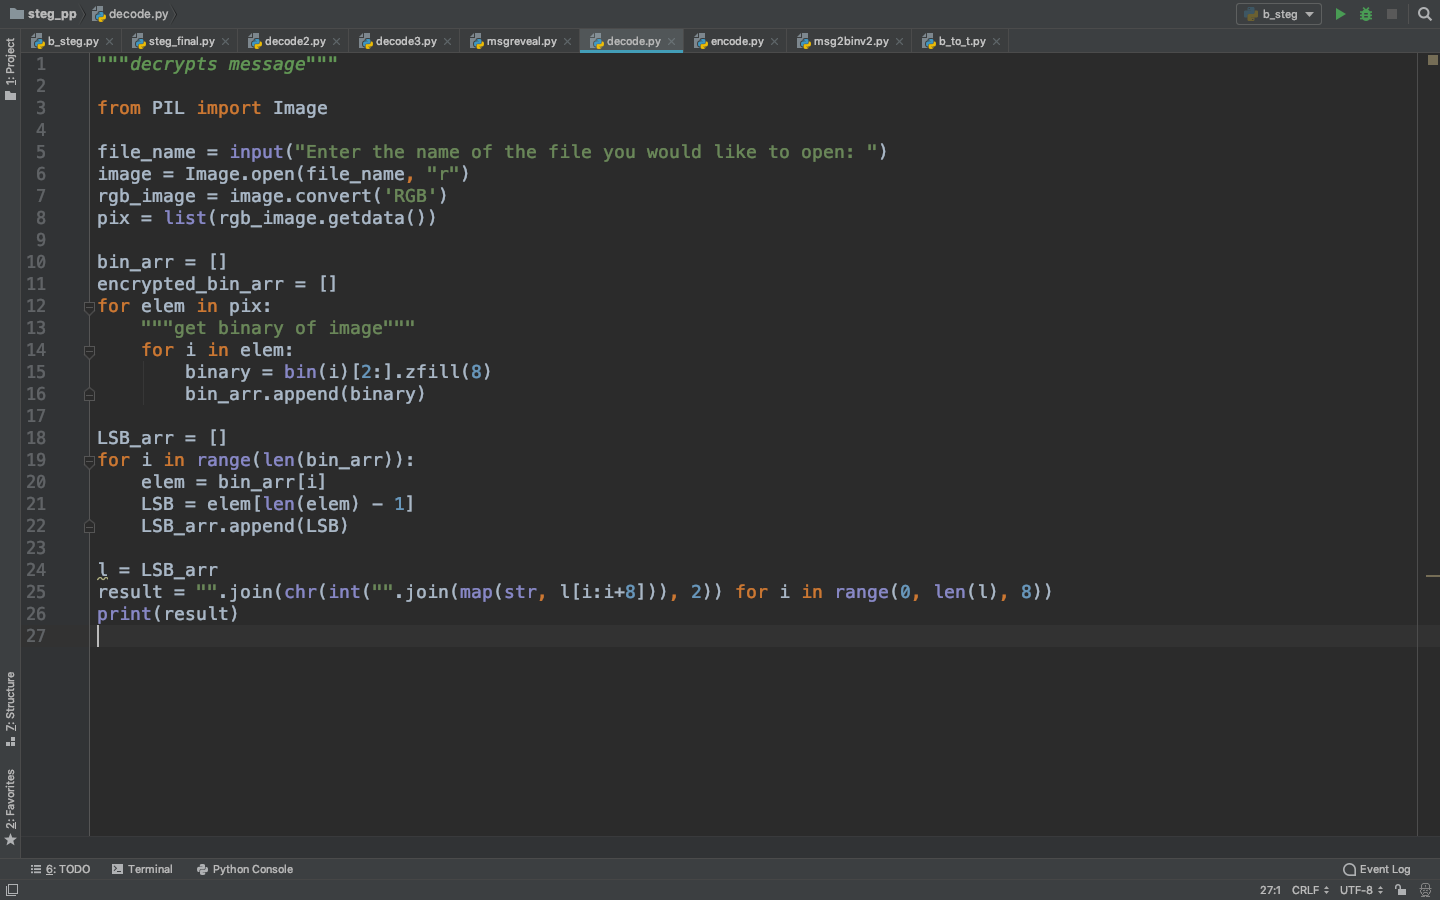 steg_pp decode.py b_steg
b_steg.py steg_final.py decode2.py decode3.py msgreveal.py decode.py encode.py msg2binv2.py b_to_t.py
1: Project
1 """decrypts message"""
2
3 from PIL import Image
4
5 file_name = input("Enter the name of the file you would like to open: ")
6 image = Image.open(file_name, "r")
7 rgb_image = image.convert('RGB')
8 pix = list(rgb_image.getdata())
9
10 bin_arr = []
11 encrypted_bin_arr = []
12 for elem in pix:
13     """get binary of image"""
14     for i in elem:
15         binary = bin(i)[2:].zfill(8)
16         bin_arr.append(binary)
17
18 LSB_arr = []
19 for i in range(len(bin_arr)):
20     elem = bin_arr[i]
21     LSB = elem[len(elem) - 1]
22     LSB_arr.append(LSB)
23
24 l = LSB_arr
25 result = "".join(chr(int("".join(map(str, l[i:i+8])), 2)) for i in range(0, len(l), 8))
26 print(result)
27
7: Structure
2: Favorites
6: TODO Terminal Python Console Event Log
27:1 CRLF UTF-8